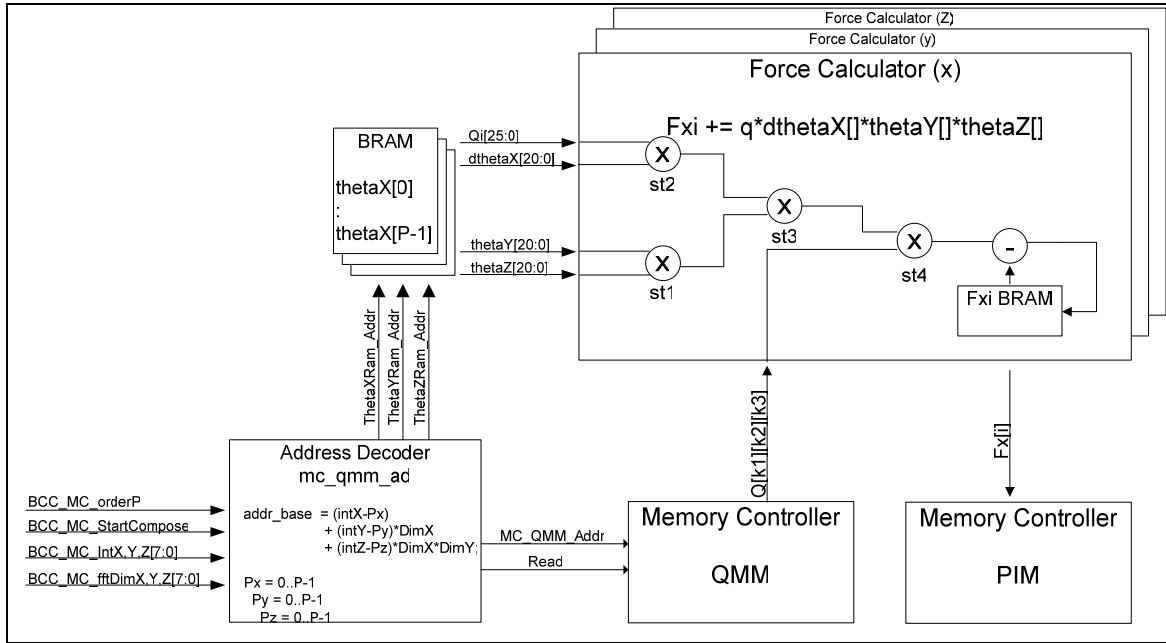 Force Calculator (Z)
Force Calculator (y)
Force Calculator (x)
Fxi += q*dthetaX[]*thetaY[]*thetaZ[]
BRAM
thetaX[0]
:
thetaX[P-1]
Qi[25:0]
dthetaX[20:0]
thetaY[20:0]
thetaZ[20:0]
X
st2
X
st1
X
st3
X
st4
-
Fxi BRAM
ThetaXRam_Addr
ThetaYRam_Addr
ThetaZRam_Addr
Q[k1][k2][k3]
Fx[i]
BCC_MC_orderP
BCC_MC_StartCompose
BCC_MC_IntX,Y,Z[7:0]
BCC_MC_fftDimX,Y,Z[7:0]
Address Decoder
mc_qmm_ad
addr_base = (intX-Px)
+ (intY-Py)*DimX
+ (intZ-Pz)*DimX*DimY;
Px = 0..P-1
Py = 0..P-1
Pz = 0..P-1
MC_QMM_Addr
Read
Memory Controller
QMM
Memory Controller
PIM